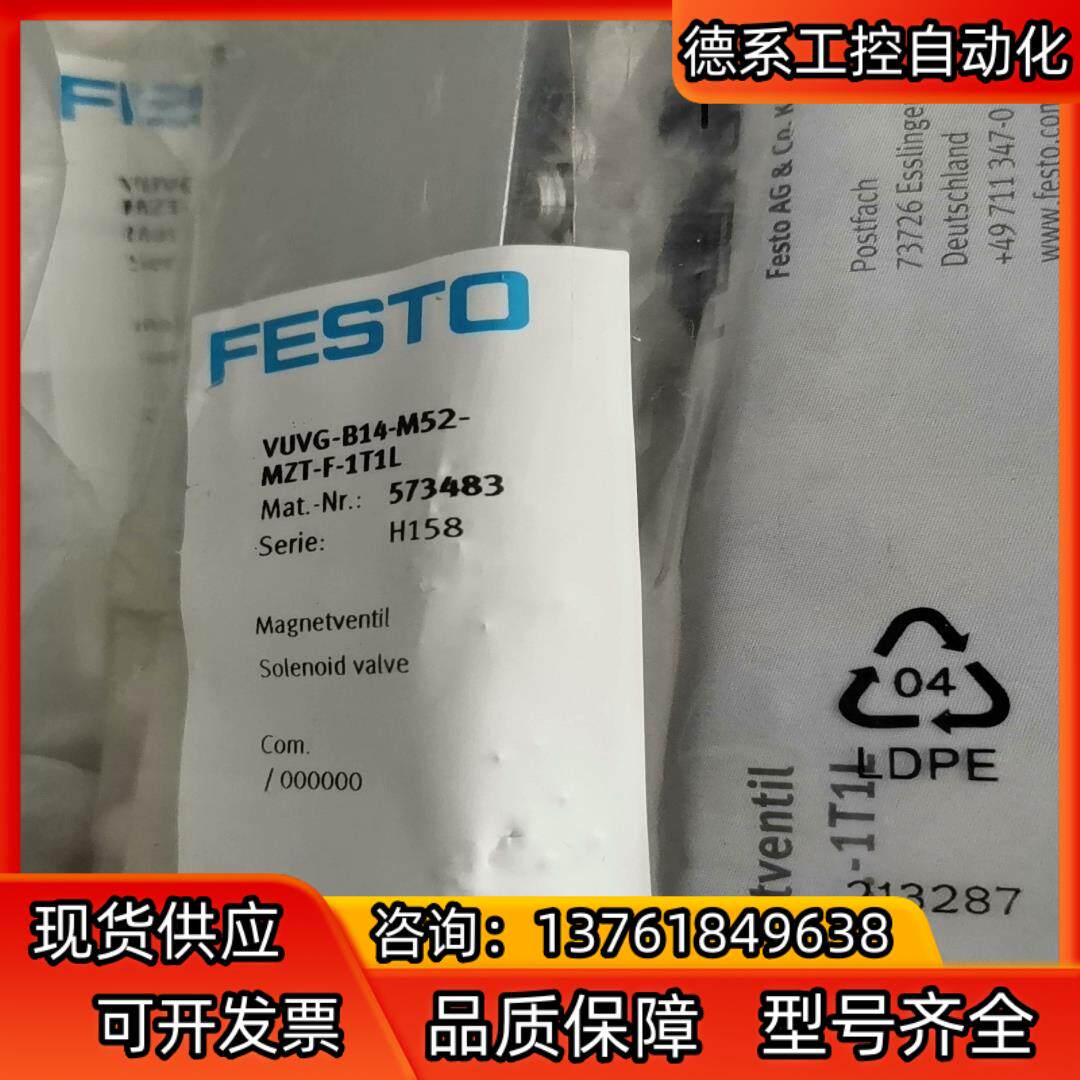 德系工控自动化
Festo AG & Co. K
Postfach
73726 Esslinge
Deutschland
+49 711 347-0
www.festo.com
FESTO
VUVG-B14-M52-
MZT-F-1T1L
Mat.-Nr.: 573483
Serie: H158
Magnetventil
Solenoid valve
Com.
/ 000000
04
LDPE
tventil
-1T1L
213287
现货供应
咨询：13761849638
可开发票
品质保障
型号齐全